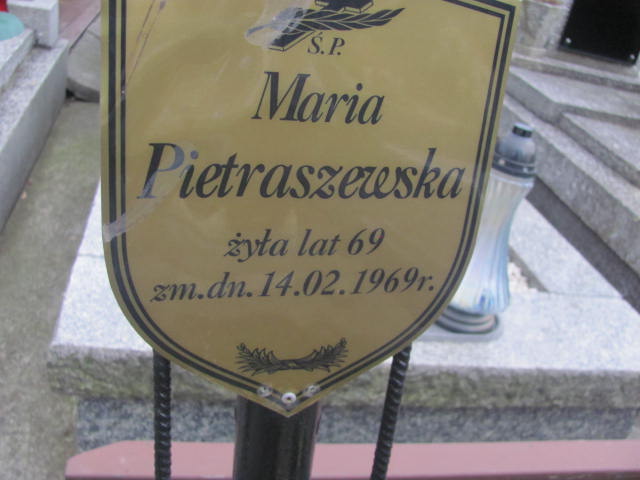 Ś.P.
Maria
Pietraszewska
żyła lat 69
zm.dn.14.02.1969r.